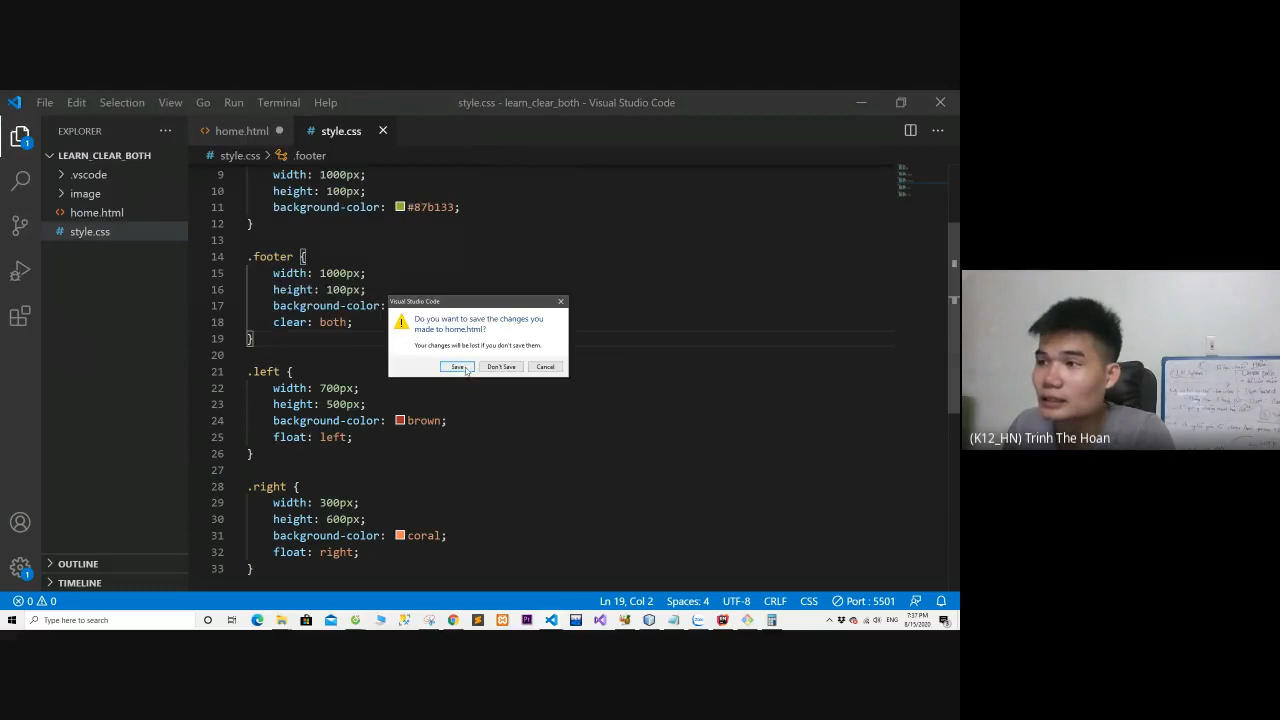 File Edit Selection View Go Run Terminal Help
style.css - learn_clear_both - Visual Studio Code
EXPLORER
home.html
style.css
LEARN_CLEAR_BOTH
.vscode
image
home.html
style.css
OUTLINE
TIMELINE
style.css > .footer
9 width: 1000px;
10 height: 100px;
11 background-color: #87b133;
12 }
13
14 .footer {
15 width: 1000px;
16 height: 100px;
17 background-color:
18 clear: both;
19 }
20
21 .left {
22 width: 700px;
23 height: 500px;
24 background-color: brown;
25 float: left;
26 }
27
28 .right {
29 width: 300px;
30 height: 600px;
31 background-color: coral;
32 float: right;
33 }
Visual Studio Code
Do you want to save the changes you
made to home.html?
Your changes will be lost if you don't save them.
Save Don't Save Cancel
0 0 Ln 19, Col 2 Spaces: 4 UTF-8 CRLF CSS Port : 5501
Type here to search
ENG
7:37 PM
8/15/2020
(K12_HN) Trinh The Hoan